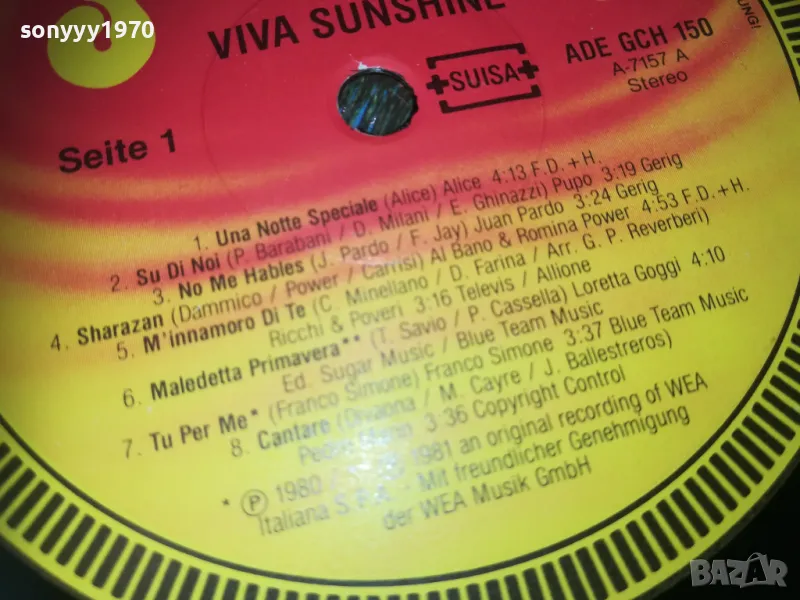 sonyyy1970
VIVA SUNSHINE
SUISA
ADE GCH 150
A-7157 A
Stereo
Seite 1
1. Una Notte Speciale (Alice) Alice 4:13 F.D. + H.
2. Su Di Noi (P. Barabani / D. Milani / E. Ghinazzi) Pupo 3:19 Gerig
3. No Me Hables (J. Pardo / F. Jay) Juan Pardo 3:24 Gerig
4. Sharazan (Dammico / Power / Carrisi) Al Bano & Romina Power 4:53 F.D. + H.
5. M'innamoro Di Te (C. Minellano / D. Farina / Arr. G. P. Reverberi)
Ricchi & Poveri 3:16 Televis / Allione
6. Maledetta Primavera** (T. Savio / P. Cassella) Loretta Goggi 4:10
Ed. Sugar Music / Blue Team Music
7. Tu Per Me* (Franco Simone) Franco Simone 3:37 Blue Team Music
8. Cantare / M. Cayre / J. Ballestreros)
3:36 Copyright Control
* Ⓟ 1980 1981 an original recording of WEA
Italiana - Mit freundlicher Genehmigung
der WEA Musik GmbH
BAZAR